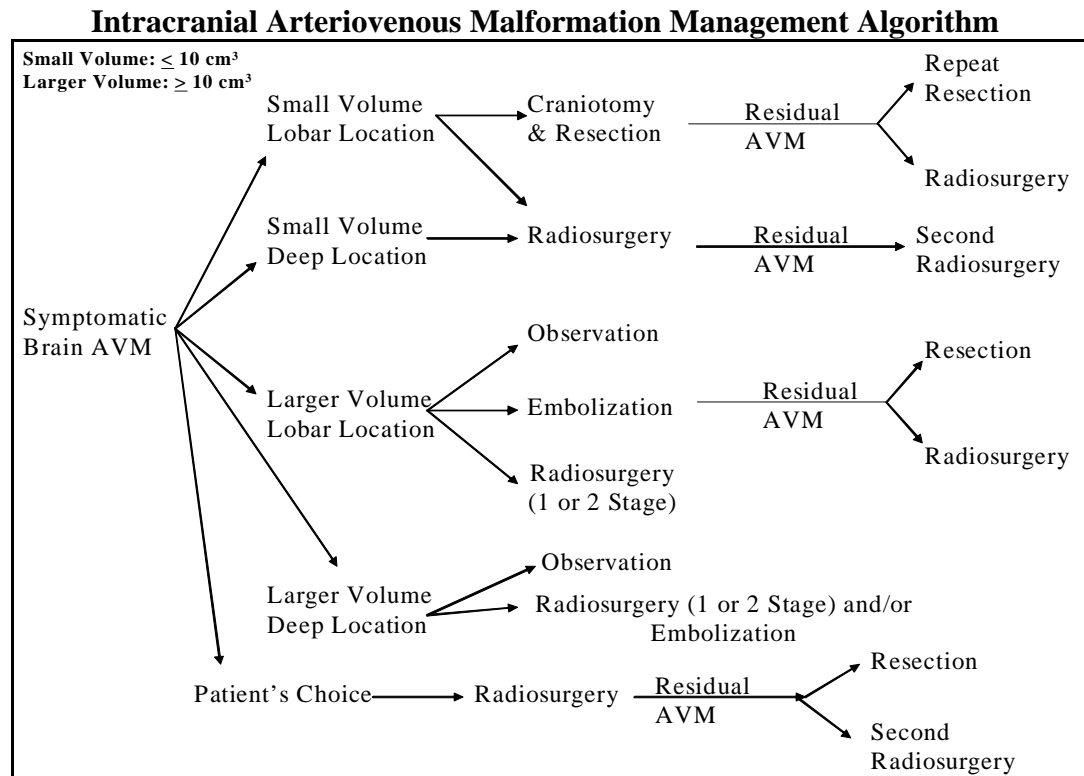 Intracranial Arteriovenous Malformation Management Algorithm
Small Volume: ≤ 10 cm³
Larger Volume: ≥ 10 cm³
Small Volume
Lobar Location
Craniotomy
& Resection
Residual
AVM
Repeat
Resection
Radiosurgery
Small Volume
Deep Location
Radiosurgery
Residual
AVM
Second
Radiosurgery
Symptomatic
Brain AVM
Larger Volume
Lobar Location
Observation
Embolization
Radiosurgery
(1 or 2 Stage)
Residual
AVM
Resection
Radiosurgery
Larger Volume
Deep Location
Observation
Radiosurgery (1 or 2 Stage) and/or
Embolization
Patient's Choice
Radiosurgery
Residual
AVM
Resection
Second
Radiosurgery